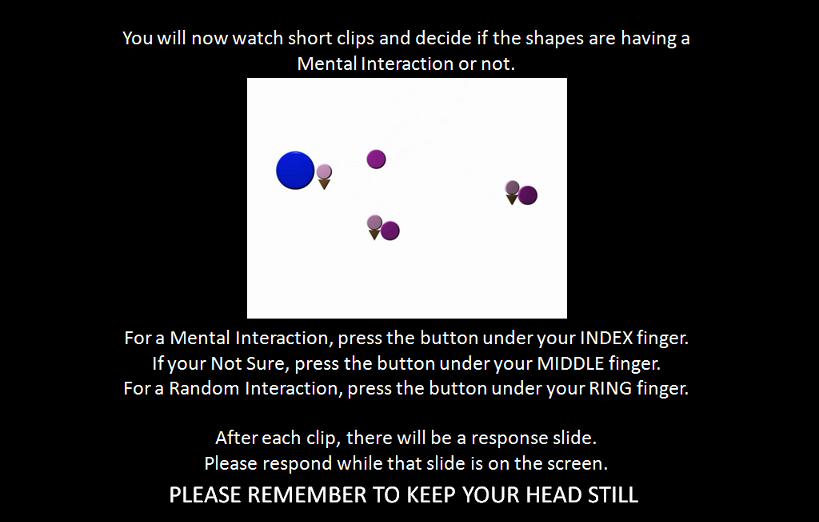 You will now watch short clips and decide if the shapes are having a
Mental Interaction or not.
For a Mental Interaction, press the button under your INDEX finger.
If your Not Sure, press the button under your MIDDLE finger.
For a Random Interaction, press the button under your RING finger.
After each clip, there will be a response slide.
Please respond while that slide is on the screen.
PLEASE REMEMBER TO KEEP YOUR HEAD STILL